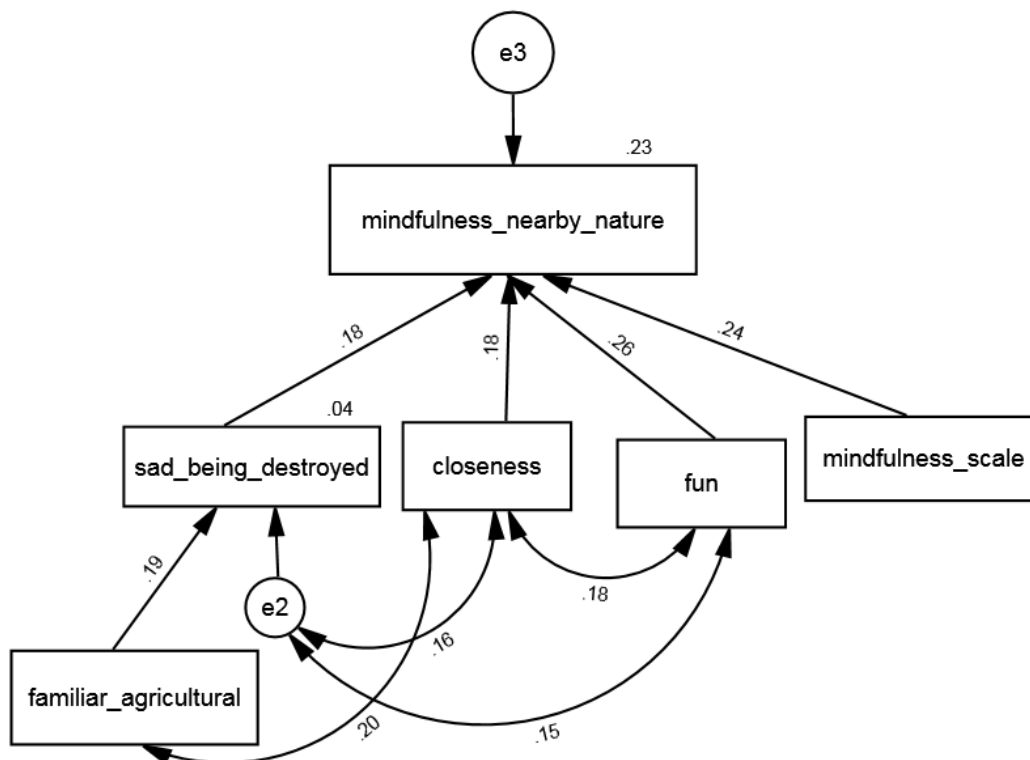 e3
.23
mindfulness_nearby_nature
.18
.18
.26
.24
.04
sad_being_destroyed
closeness
fun
mindfulness_scale
.19
e2
.18
.16
familiar_agricultural
.20
.15